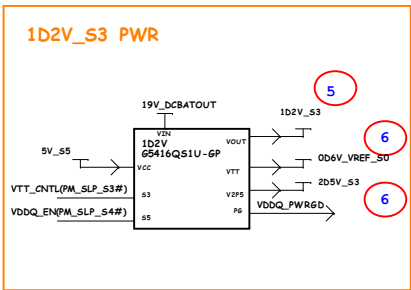 1D2V_S3 PWR
5
1D2V_S3
19V_DCBATOUT
VIN
1D2V
G5416QS1U-GP
VOUT
6
5V_S5
VCC
VTT
0D6V_VREF_S0
VTT_CNTL(PM_SLP_S3#)
S3
V2P5
2D5V_S3
6
VDDQ_EN(PM_SLP_S4#)
S5
PG
VDDQ_PWRGD